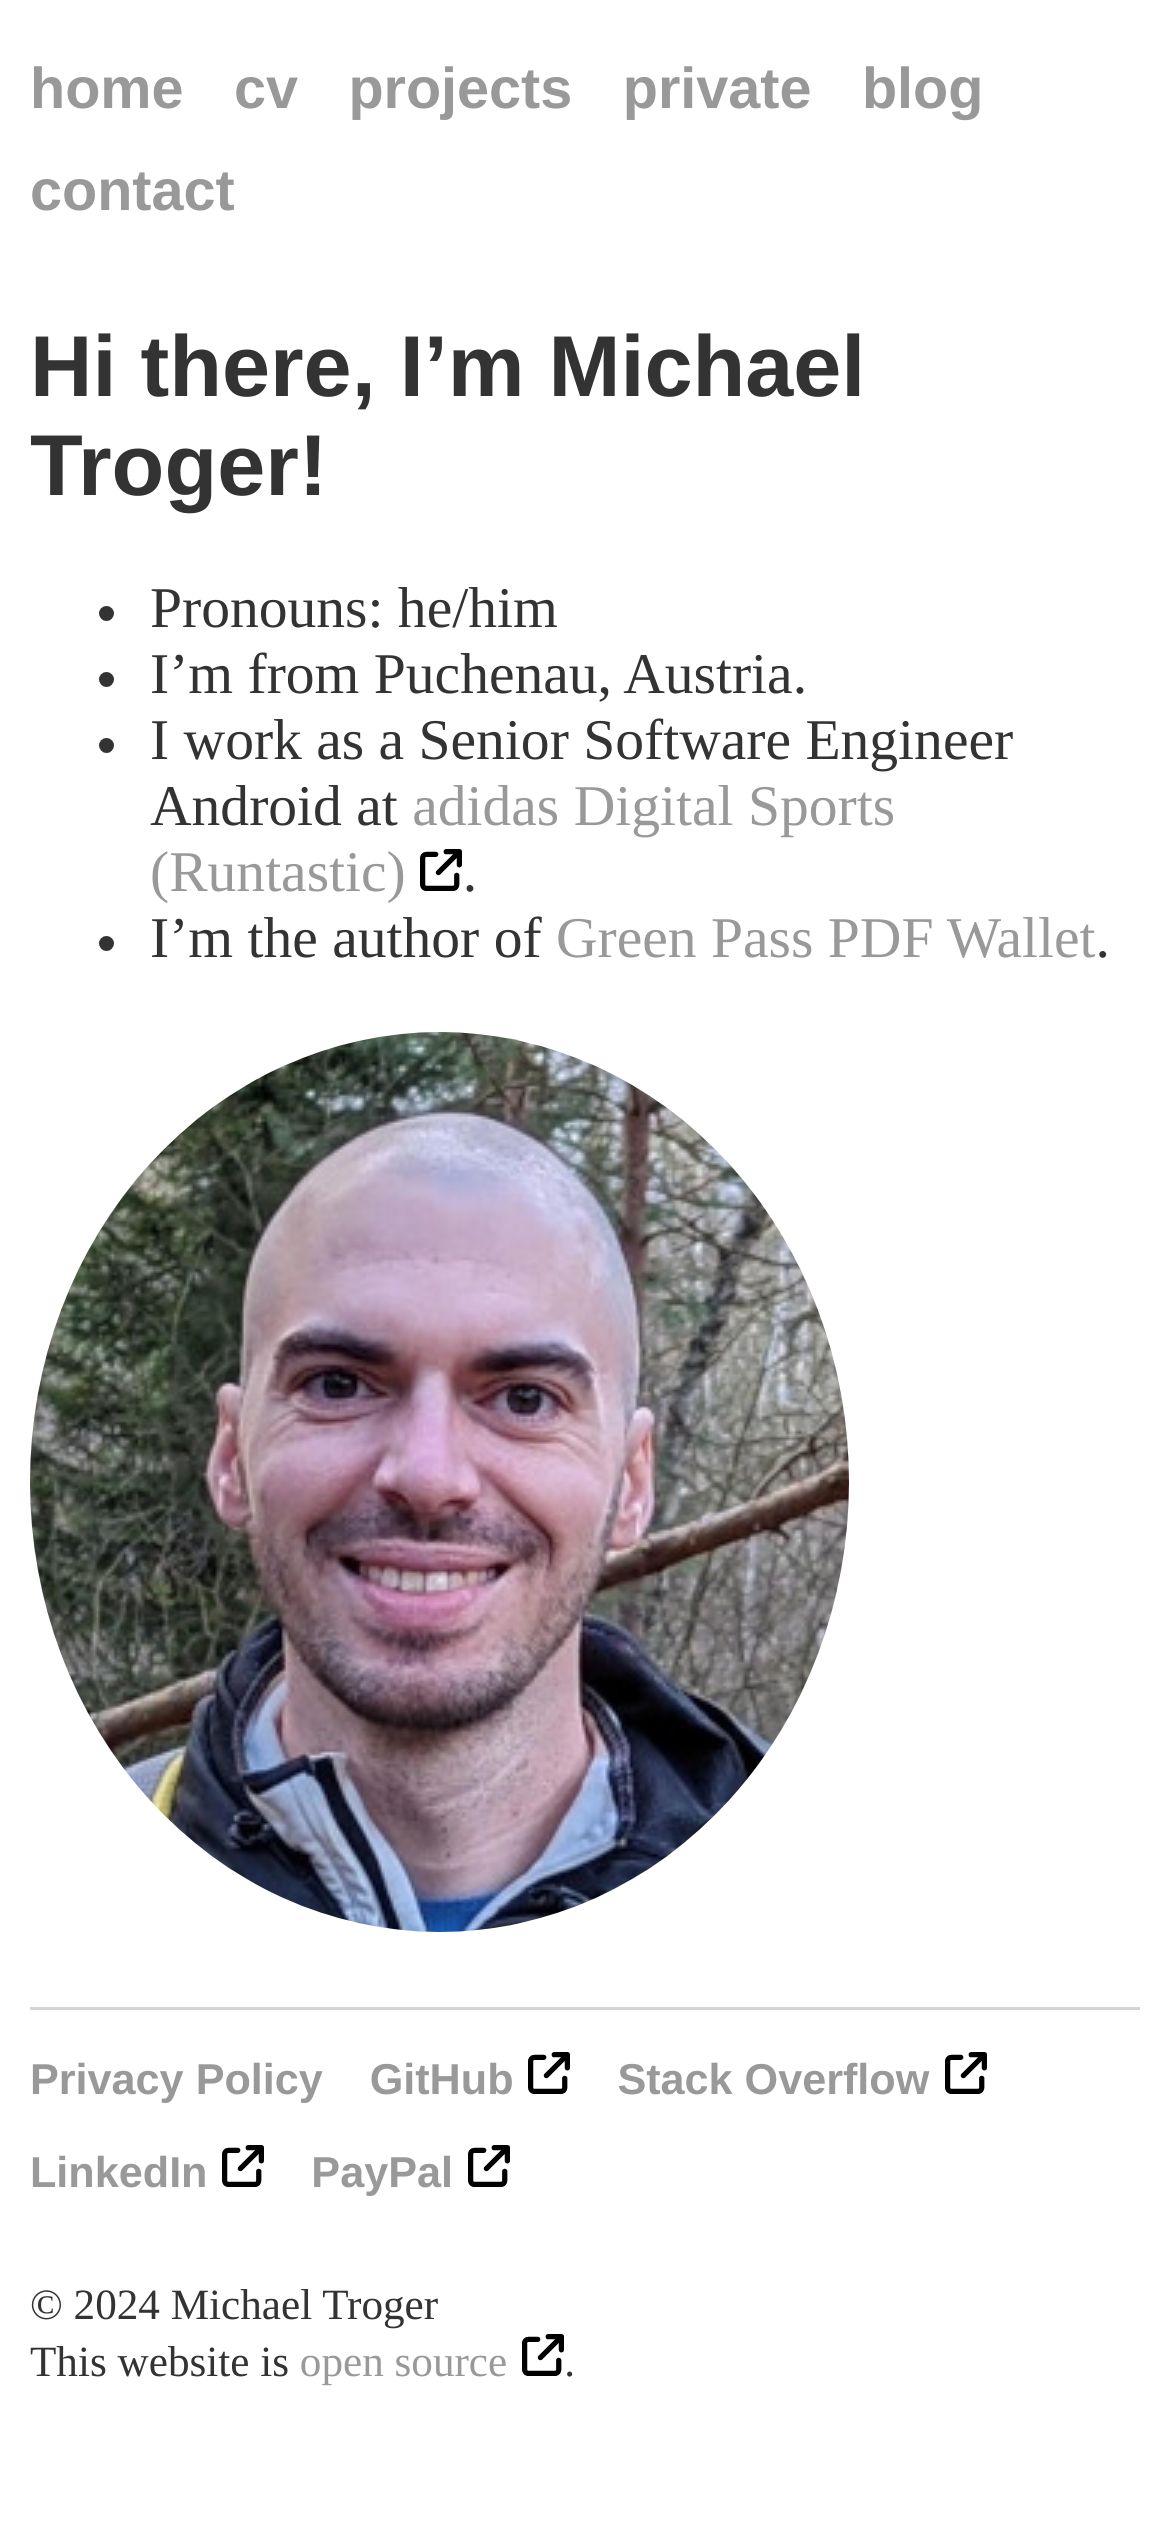 home cv projects private blog
contact
Hi there, I’m Michael
Troger!
• Pronouns: he/him
• I’m from Puchenau, Austria.
• I work as a Senior Software Engineer
Android at adidas Digital Sports
(Runtastic) .
• I’m the author of Green Pass PDF Wallet.
Privacy Policy GitHub Stack Overflow
LinkedIn PayPal
© 2024 Michael Troger
This website is open source .